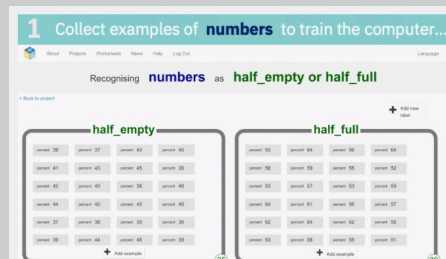 1 Collect examples of numbers to train the computer...
About Projects Worksheets News Help Log Out Language
Recognising numbers as half_empty or half_full
< Back to project
+ Add new label
half_empty
percent 39 percent 37 percent 43 percent 40
percent 41 percent 43 percent 45 percent 36
percent 42 percent 40 percent 38 percent 46
percent 44 percent 40 percent 45 percent 36
percent 37 percent 38 percent 35 percent 36
percent 39 percent 44 percent 45 percent 39
+ Add example
half_full
percent 53 percent 64 percent 56 percent 64
percent 58 percent 59 percent 55 percent 52
percent 53 percent 57 percent 53 percent 59
percent 64 percent 61 percent 56 percent 57
percent 62 percent 64 percent 62 percent 56
percent 50 percent 58 percent 55 percent 61
+ Add example